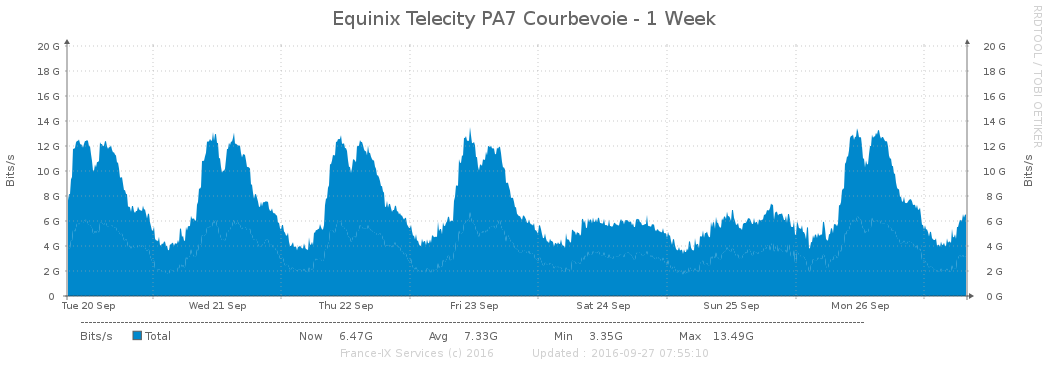 Equinix Telecity PA7 Courbevoie - 1 Week
RRDTOOL / TOBI OETIKER
Bits/s
20 G 20 G
18 G 18 G
16 G 16 G
14 G 14 G
12 G 12 G
10 G 10 G
8 G 8 G
6 G 6 G
4 G 4 G
2 G 2 G
0 0 G
Bits/s
Tue 20 Sep Wed 21 Sep Thu 22 Sep Fri 23 Sep Sat 24 Sep Sun 25 Sep Mon 26 Sep
Bits/s Total Now 6.47G Avg 7.33G Min 3.35G Max 13.49G
France-IX Services (c) 2016 Updated : 2016-09-27 07:55:10